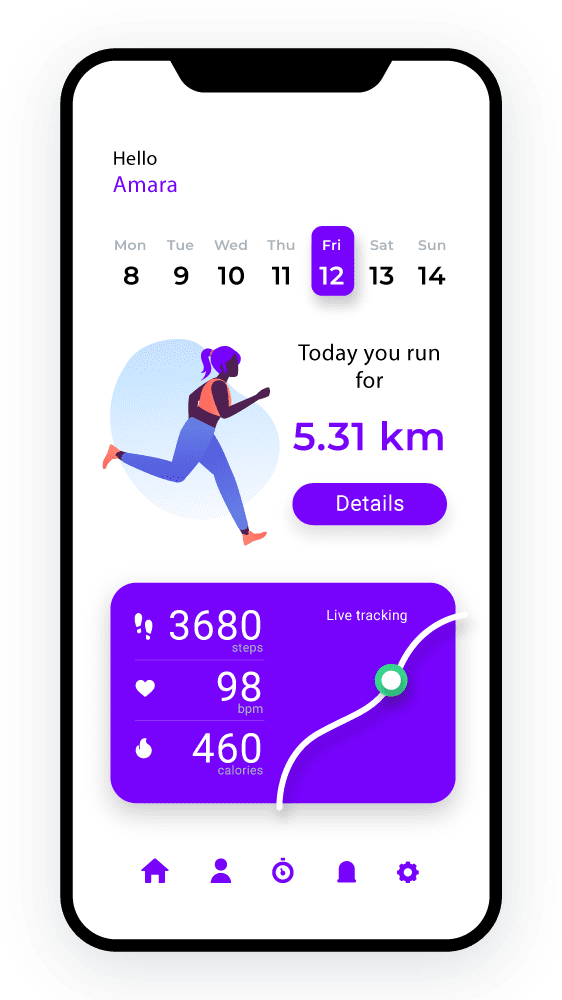 Hello
Amara
Mon Tue Wed Thu Fri Sat Sun
8 9 10 11 12 13 14
Today you run
for
5.31 km
Details
3680
steps
Live tracking
98
bpm
460
calories